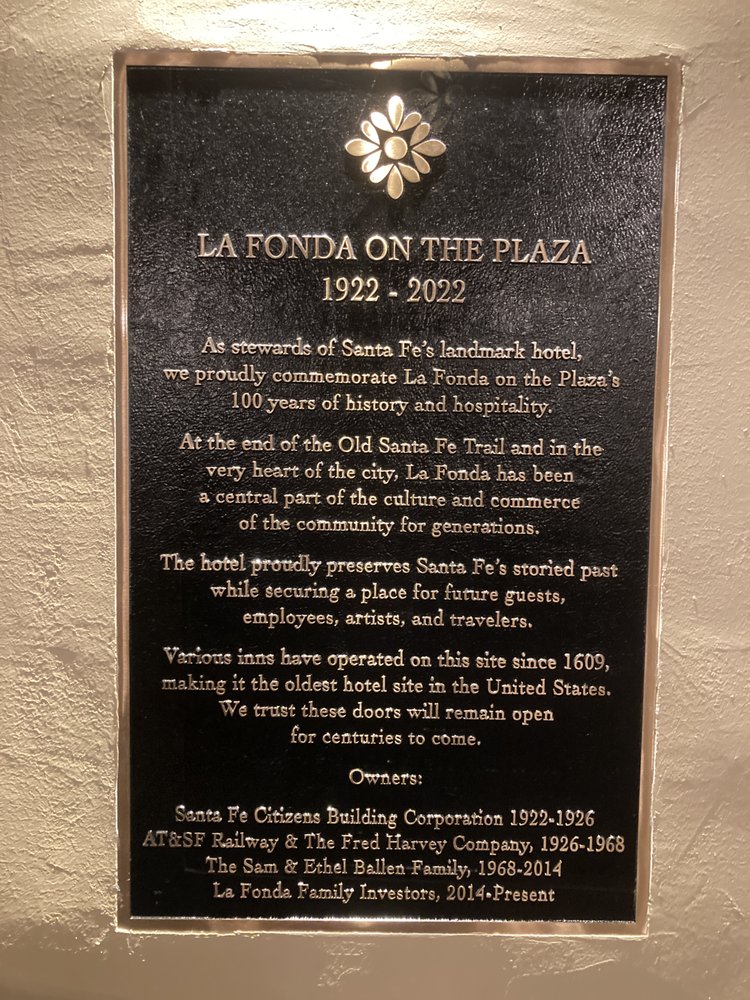 LA FONDA ON THE PLAZA
1922 - 2022
As stewards of Santa Fe's landmark hotel,
we proudly commemorate La Fonda on the Plaza's
100 years of history and hospitality.
At the end of the Old Santa Fe Trail and in the
very heart of the city, La Fonda has been
a central part of the culture and commerce
of the community for generations.
The hotel proudly preserves Santa Fe's storied past
while securing a place for future guests,
employees, artists, and travelers.
Various inns have operated on this site since 1609,
making it the oldest hotel site in the United States.
We trust these doors will remain open
for centuries to come.
Owners:
Santa Fe Citizens Building Corporation 1922-1926
AT&SF Railway & The Fred Harvey Company, 1926-1968
The Sam & Ethel Ballen Family, 1968-2014
La Fonda Family Investors, 2014-Present